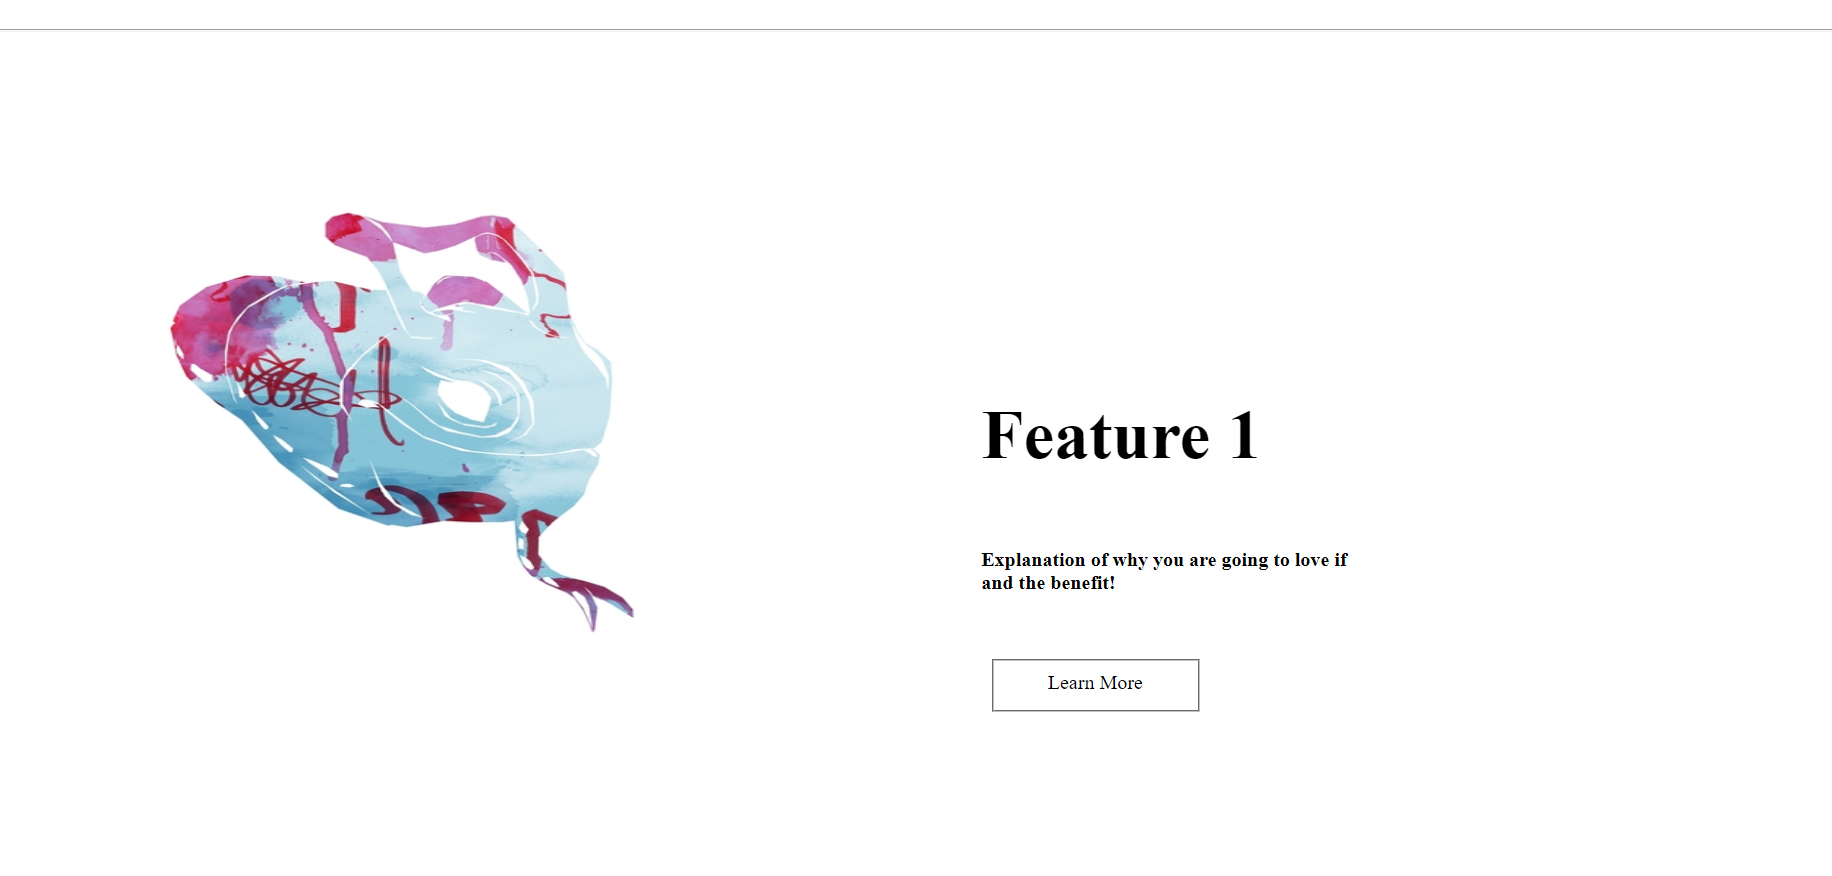 Feature 1
Explanation of why you are going to love if
and the benefit!
Learn More